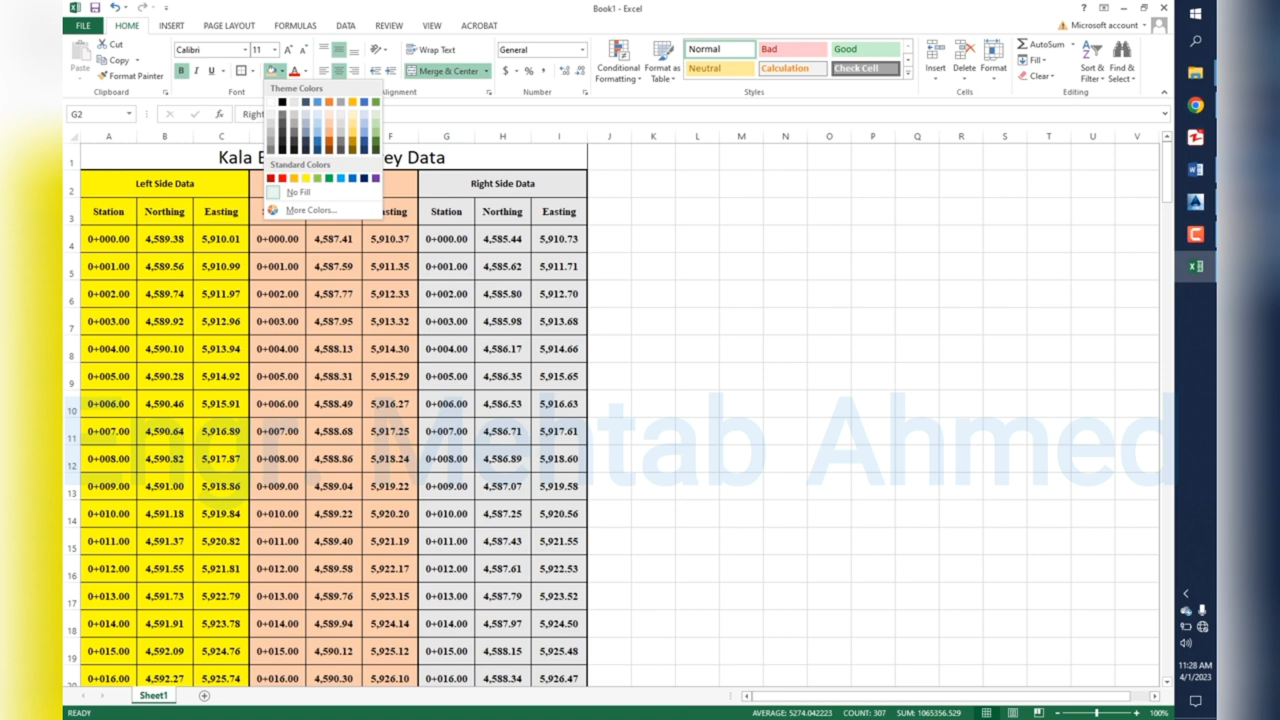 Book1 - Excel
FILE HOME INSERT PAGE LAYOUT FORMULAS DATA REVIEW VIEW ACROBAT Microsoft account
Paste Cut Copy Format Painter Clipboard
Calibri 11 B I U Font
Wrap Text Merge & Center Alignment
General $ % , Number
Conditional Formatting Format as Table
Normal Bad Good
Neutral Calculation Check Cell
Styles
Insert Delete Format Cells
AutoSum Fill Clear Sort & Filter Find & Select Editing
Theme Colors
Standard Colors
No Fill
More Colors...
G2 fx Right
A B C F G H I J K L M N O P Q R S T U V
1 Kala E ey Data
2 Left Side Data Right Side Data
3 Station Northing Easting asting Station Northing Easting
4 0+000.00 4,589.38 5,910.01 0+000.00 4,587.41 5,910.37 0+000.00 4,585.44 5,910.73
5 0+001.00 4,589.56 5,910.99 0+001.00 4,587.59 5,911.35 0+001.00 4,585.62 5,911.71
6 0+002.00 4,589.74 5,911.97 0+002.00 4,587.77 5,912.33 0+002.00 4,585.80 5,912.70
7 0+003.00 4,589.92 5,912.96 0+003.00 4,587.95 5,913.32 0+003.00 4,585.98 5,913.68
8 0+004.00 4,590.10 5,913.94 0+004.00 4,588.13 5,914.30 0+004.00 4,586.17 5,914.66
9 0+005.00 4,590.28 5,914.92 0+005.00 4,588.31 5,915.29 0+005.00 4,586.35 5,915.65
10 0+006.00 4,590.46 5,915.91 0+006.00 4,588.49 5,916.27 0+006.00 4,586.53 5,916.63
11 0+007.00 4,590.64 5,916.89 0+007.00 4,588.68 5,917.25 0+007.00 4,586.71 5,917.61
12 0+008.00 4,590.82 5,917.87 0+008.00 4,588.86 5,918.24 0+008.00 4,586.89 5,918.60
13 0+009.00 4,591.00 5,918.86 0+009.00 4,589.04 5,919.22 0+009.00 4,587.07 5,919.58
14 0+010.00 4,591.18 5,919.84 0+010.00 4,589.22 5,920.20 0+010.00 4,587.25 5,920.56
15 0+011.00 4,591.37 5,920.82 0+011.00 4,589.40 5,921.19 0+011.00 4,587.43 5,921.55
16 0+012.00 4,591.55 5,921.81 0+012.00 4,589.58 5,922.17 0+012.00 4,587.61 5,922.53
17 0+013.00 4,591.73 5,922.79 0+013.00 4,589.76 5,923.15 0+013.00 4,587.79 5,923.52
18 0+014.00 4,591.91 5,923.78 0+014.00 4,589.94 5,924.14 0+014.00 4,587.97 5,924.50
19 0+015.00 4,592.09 5,924.76 0+015.00 4,590.12 5,925.12 0+015.00 4,588.15 5,925.48
0+016.00 4,592.27 5,925.74 0+016.00 4,590.30 5,926.10 0+016.00 4,588.34 5,926.47
Engr. Mehtab Ahmed
Sheet1
READY AVERAGE: 5274.042223 COUNT: 307 SUM: 1065356.529 100%
11:28 AM
4/1/2023